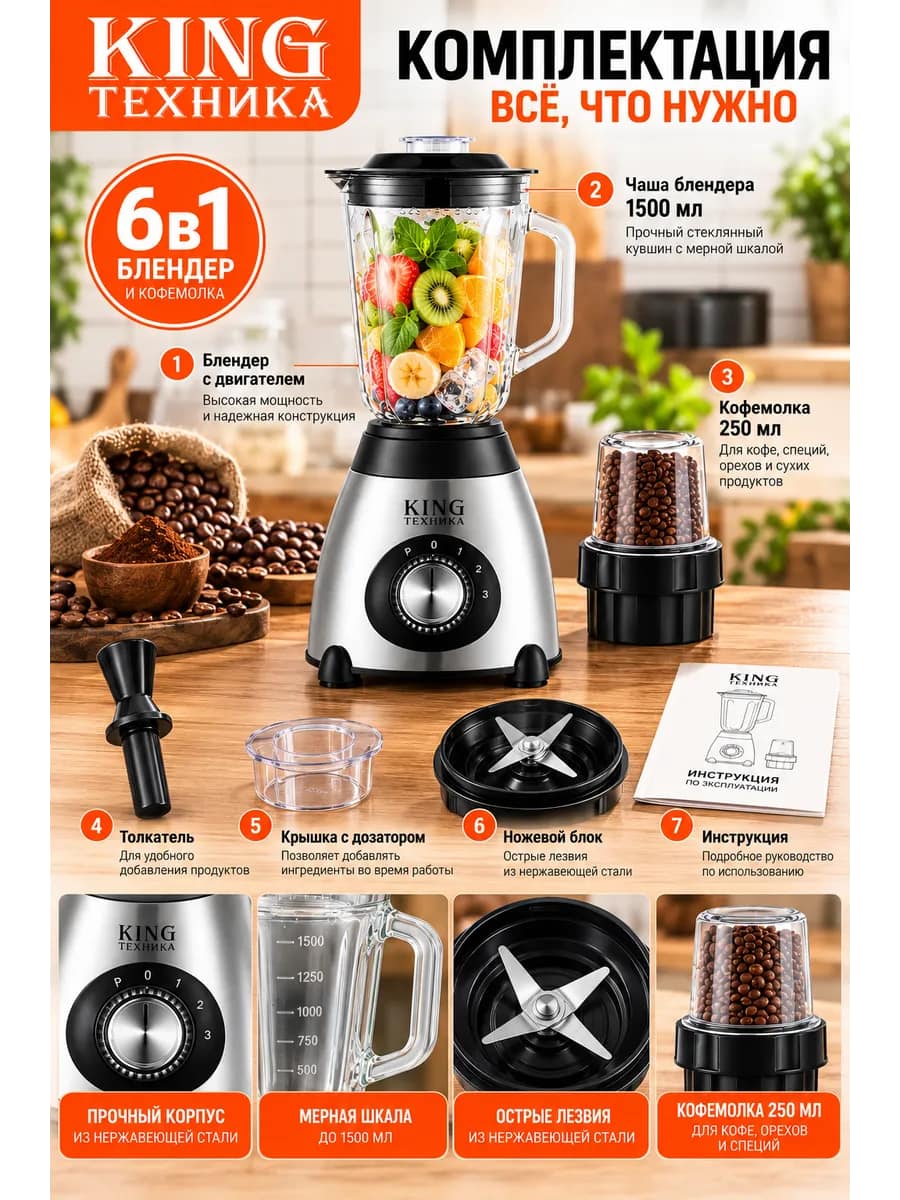 KING
ТЕХНИКА
КОМПЛЕКТАЦИЯ
ВСЁ, ЧТО НУЖНО
6в1
БЛЕНДЕР
И КОФЕМОЛКА
2
Чаша блендера
1500 мл
Прочный стеклянный
кувшин с мерной шкалой
1
Блендер
с двигателем
Высокая мощность
и надежная конструкция
3
Кофемолка
250 мл
Для кофе, специй,
орехов и сухих
продуктов
KING
ТЕХНИКА
P 0 1 2 3
KING
ТЕХНИКА
ИНСТРУКЦИЯ
ПО ЭКСПЛУАТАЦИИ
4
Толкатель
Для удобного
добавления продуктов
5
Крышка с дозатором
Позволяет добавлять
ингредиенты во время работы
6
Ножевой блок
Острые лезвия
из нержавеющей стали
7
Инструкция
Подробное руководство
по использованию
KING
ТЕХНИКА
P 0 1 2 3
1500
1250
1000
750
500
ПРОЧНЫЙ КОРПУС
ИЗ НЕРЖАВЕЮЩЕЙ СТАЛИ
МЕРНАЯ ШКАЛА
ДО 1500 МЛ
ОСТРЫЕ ЛЕЗВИЯ
ИЗ НЕРЖАВЕЮЩЕЙ СТАЛИ
КОФЕМОЛКА 250 МЛ
ДЛЯ КОФЕ, ОРЕХОВ
И СПЕЦИЙ